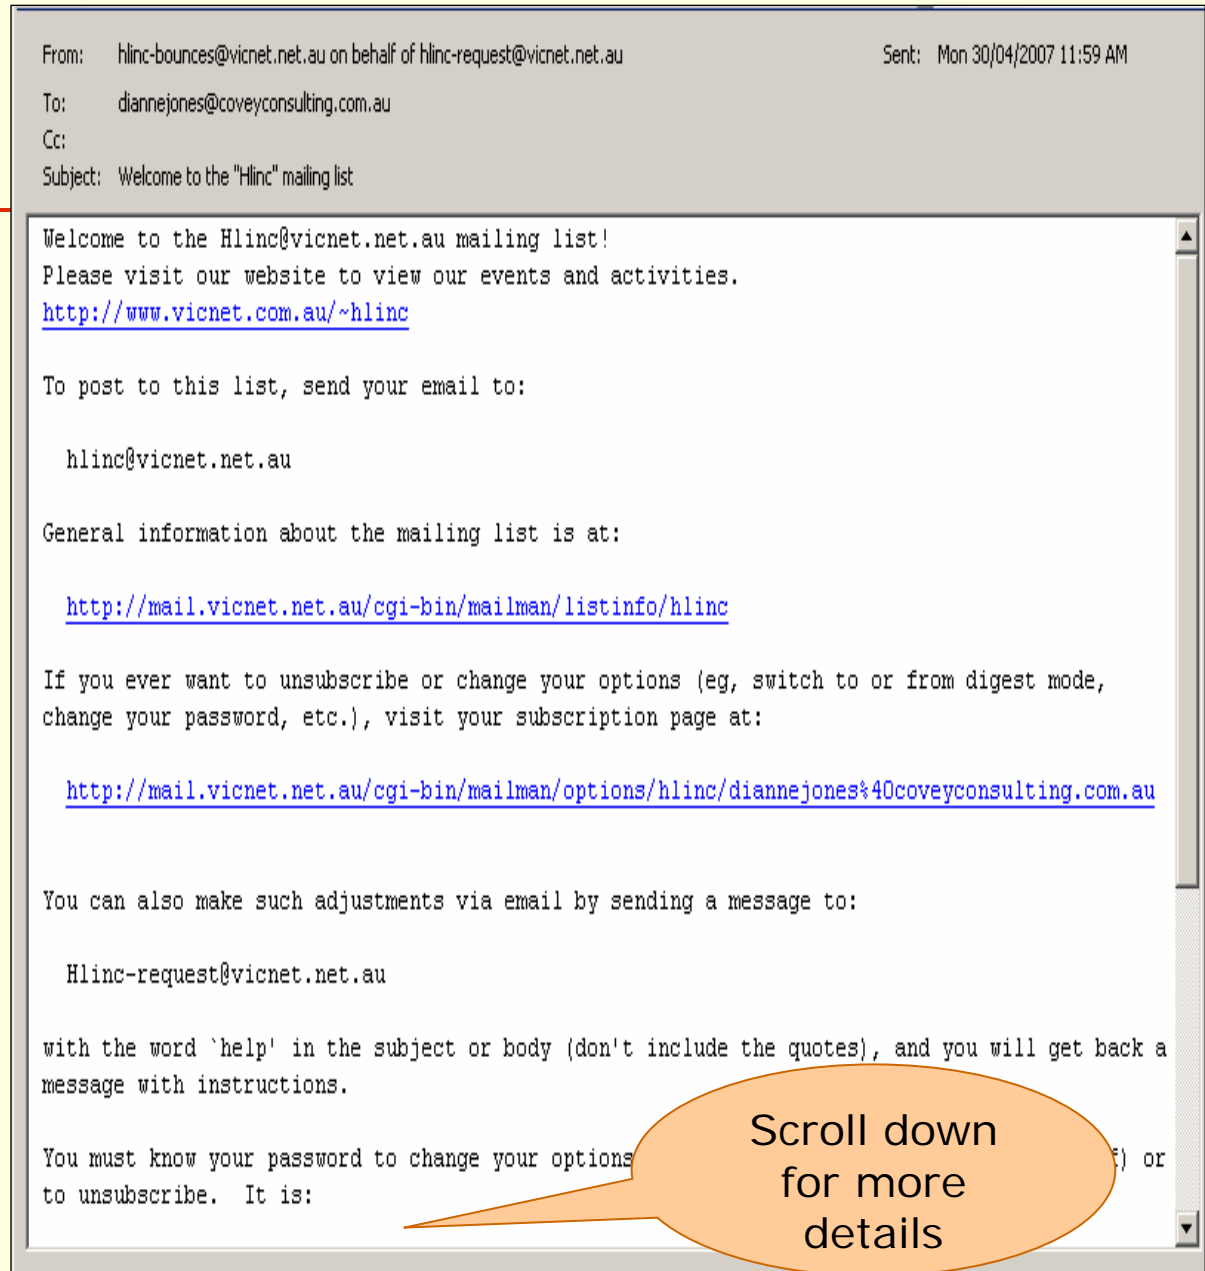 From: hlinc-bounces@vicnet.net.au on behalf of hlinc-request@vicnet.net.au Sent: Mon 30/04/2007 11:59 AM
To: diannejones@coveyconsulting.com.au
Cc:
Subject: Welcome to the "Hlinc" mailing list
Welcome to the Hlinc@vicnet.net.au mailing list!
Please visit our website to view our events and activities.
http://www.vicnet.com.au/~hlinc
To post to this list, send your email to:
hlinc@vicnet.net.au
General information about the mailing list is at:
http://mail.vicnet.net.au/cgi-bin/mailman/listinfo/hlinc
If you ever want to unsubscribe or change your options (eg, switch to or from digest mode,
change your password, etc.), visit your subscription page at:
http://mail.vicnet.net.au/cgi-bin/mailman/options/hlinc/diannejones%40coveyconsulting.com.au
You can also make such adjustments via email by sending a message to:
Hlinc-request@vicnet.net.au
with the word `help' in the subject or body (don't include the quotes), and you will get back a
message with instructions.
You must know your password to change your options ) or
to unsubscribe. It is:
Scroll down
for more
details